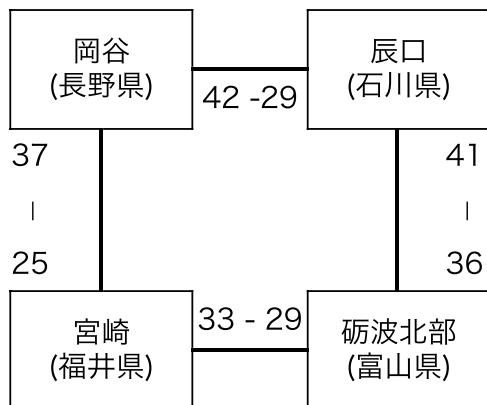 岡谷
(長野県)
辰口
(石川県)
42 -29
37
-
25
41
-
36
宮崎
(福井県)
33 - 29
砺波北部
(富山県)